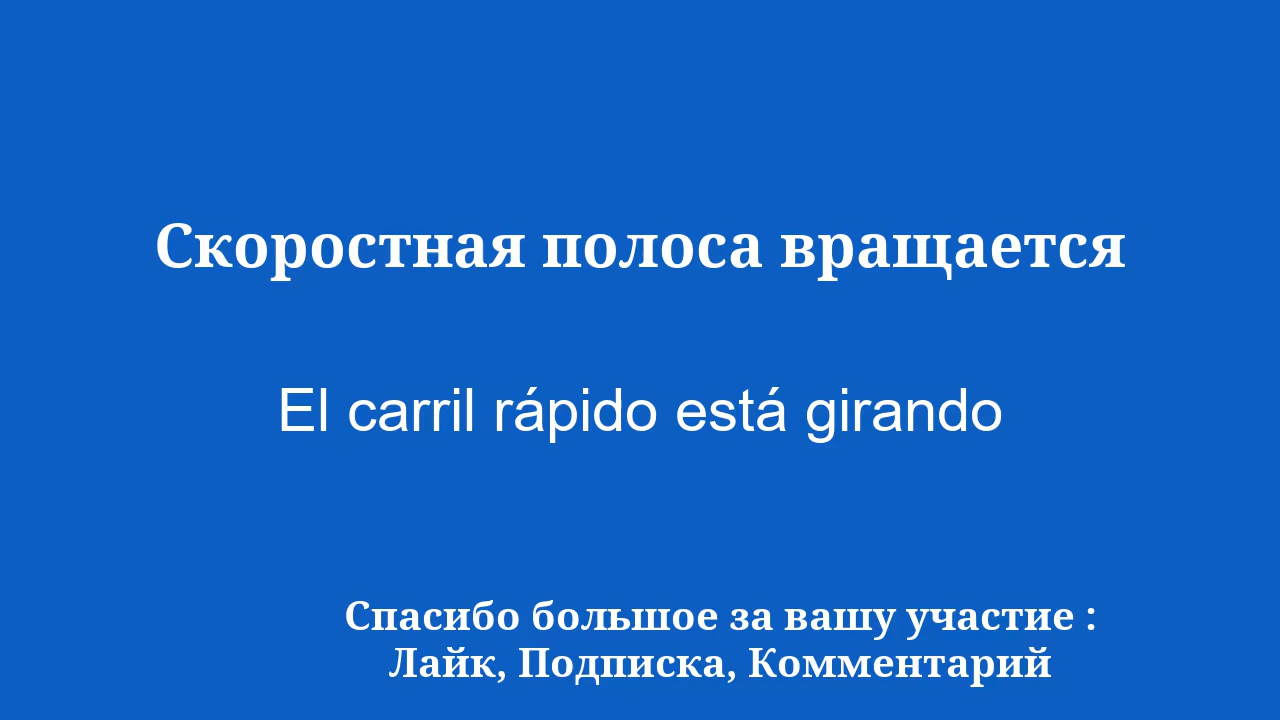 Скоростная полоса вращается
El carril rápido está girando
Спасибо большое за вашу участие :
Лайк, Подписка, Комментарий